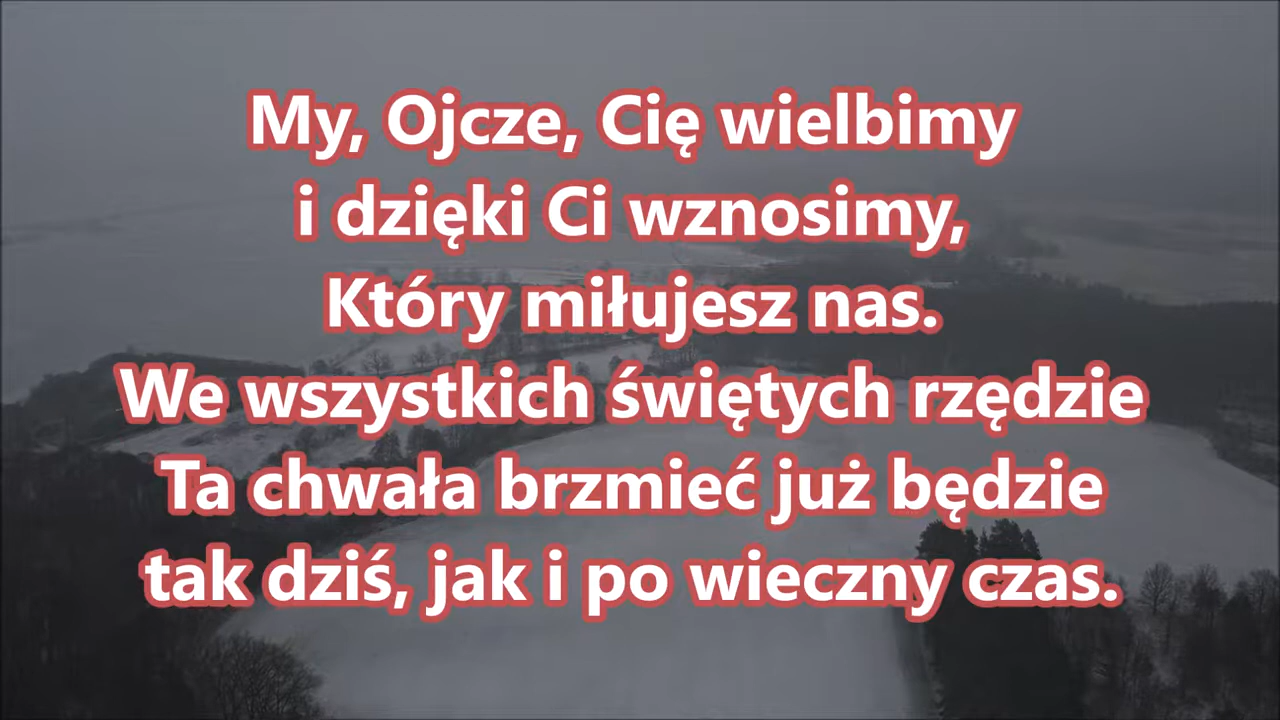 My, Ojcze, Cię wielbimy
i dzięki Ci wznosimy,
Który miłujesz nas.
We wszystkich świętych rzędzie
Ta chwała brzmieć już będzie
tak dziś, jak i po wieczny czas.